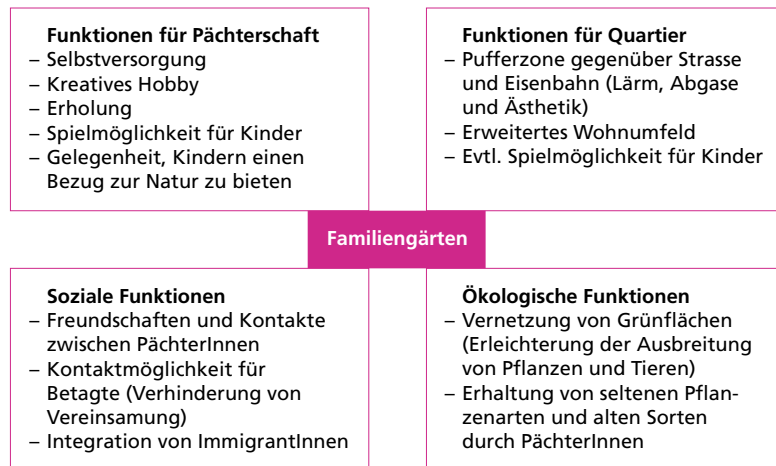 Funktionen für Pächterschaft
– Selbstversorgung
– Kreatives Hobby
– Erholung
– Spielmöglichkeit für Kinder
– Gelegenheit, Kindern einen
Bezug zur Natur zu bieten
Funktionen für Quartier
– Pufferzone gegenüber Strasse
und Eisenbahn (Lärm, Abgase
und Ästhetik)
– Erweitertes Wohnumfeld
– Evtl. Spielmöglichkeit für Kinder
Familiengärten
Soziale Funktionen
– Freundschaften und Kontakte
zwischen PächterInnen
– Kontaktmöglichkeit für
Betagte (Verhinderung von
Vereinsamung)
– Integration von ImmigrantInnen
Ökologische Funktionen
– Vernetzung von Grünflächen
(Erleichterung der Ausbreitung
von Pflanzen und Tieren)
– Erhaltung von seltenen Pflan-
zenarten und alten Sorten
durch PächterInnen